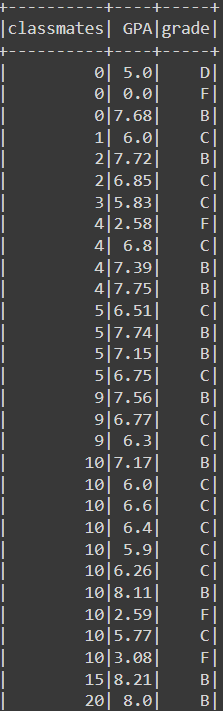 +----------+----+-----+
|classmates| GPA|grade|
+----------+----+-----+
|         0| 5.0|    D|
|         0| 0.0|    F|
|         0|7.68|    B|
|         1| 6.0|    C|
|         2|7.72|    B|
|         2|6.85|    C|
|         3|5.83|    C|
|         4|2.58|    F|
|         4| 6.8|    C|
|         4|7.39|    B|
|         4|7.75|    B|
|         5|6.51|    C|
|         5|7.74|    B|
|         5|7.15|    B|
|         5|6.75|    C|
|         9|7.56|    B|
|         9|6.77|    C|
|         9| 6.3|    C|
|        10|7.17|    B|
|        10| 6.0|    C|
|        10| 6.6|    C|
|        10| 6.4|    C|
|        10| 5.9|    C|
|        10|6.26|    C|
|        10|8.11|    B|
|        10|2.59|    F|
|        10|5.77|    C|
|        10|3.08|    F|
|        15|8.21|    B|
|        20| 8.0|    B|